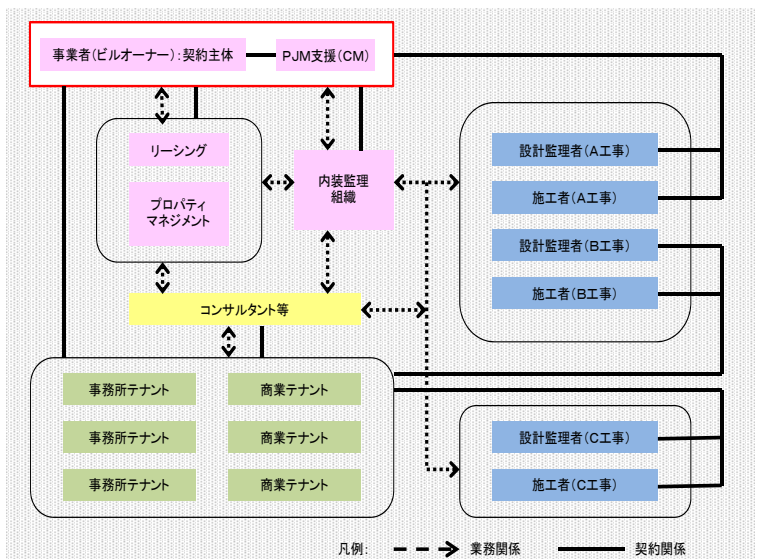 事業者(ビルオーナー):契約主体
PJM支援(CM)
リーシング
プロパティ
マネジメント
内装監理
組織
設計監理者(A工事)
施工者(A工事)
設計監理者(B工事)
施工者(B工事)
コンサルタント等
事務所テナント
商業テナント
事務所テナント
商業テナント
事務所テナント
商業テナント
設計監理者(C工事)
施工者(C工事)
凡例:
業務関係
契約関係